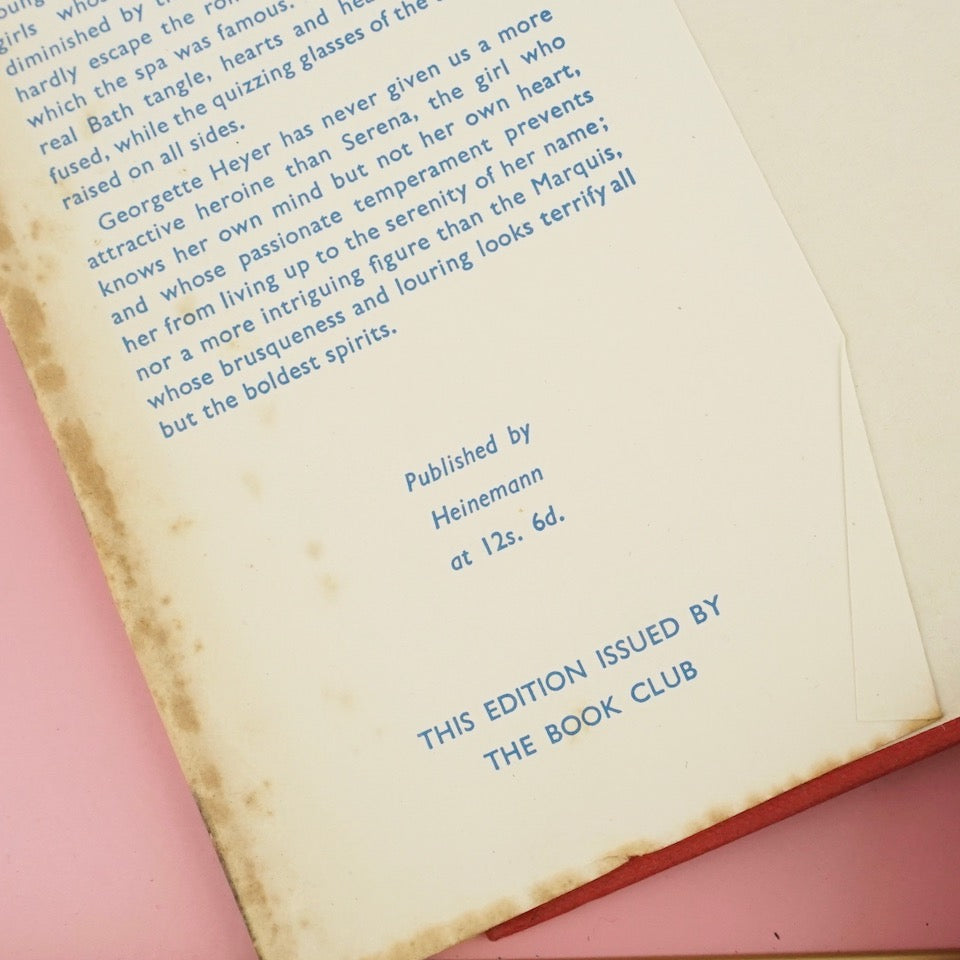 girls
diminished by
hardly escape the
which the spa was famous.
real Bath tangle, hearts and
fused, while the quizzing glasses of the
raised on all sides.
Georgette Heyer has never given us a more
attractive heroine than Serena, the girl who
knows her own mind but not her own heart,
and whose passionate temperament prevents
her from living up to the serenity of her name;
nor a more intriguing figure than the Marquis,
whose brusqueness and louring looks terrify all
but the boldest spirits.
Published by
Heinemann
at 12s. 6d.
THIS EDITION ISSUED BY
THE BOOK CLUB